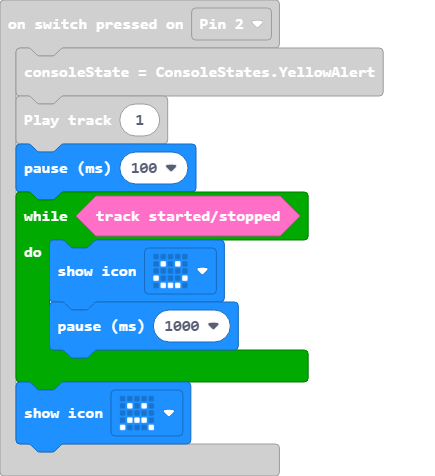 on switch pressed on Pin 2
consoleState = ConsoleStates.YellowAlert
Play track 1
pause (ms) 100
while track started/stopped
do
show icon
pause (ms) 1000
show icon